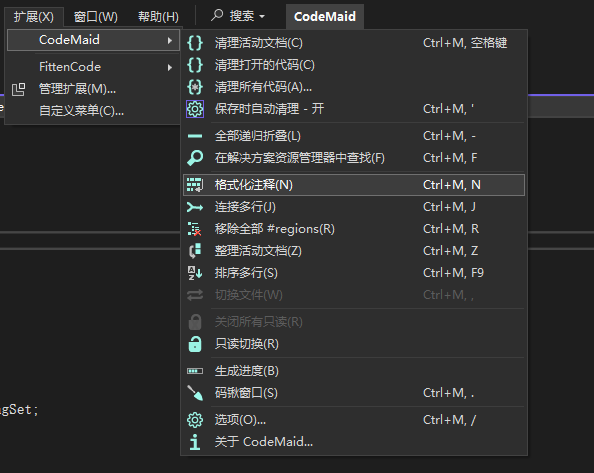 扩展(X) 窗口(W) 帮助(H) 搜索 CodeMaid
CodeMaid
FittenCode
管理扩展(M)...
自定义菜单(C)...
清理活动文档(C) Ctrl+M, 空格键
清理打开的代码(C)
清理所有代码(A)...
保存时自动清理 - 开 Ctrl+M, '
全部递归折叠(L) Ctrl+M, -
在解决方案资源管理器中查找(F) Ctrl+M, F
格式化注释(N) Ctrl+M, N
连接多行(J) Ctrl+M, J
移除全部 #regions(R) Ctrl+M, R
整理活动文档(Z) Ctrl+M, Z
排序多行(S) Ctrl+M, F9
切换文件(W) Ctrl+M, ,
关闭所有只读(R)
只读切换(R)
生成进度(B)
码锹窗口(S) Ctrl+M, .
agSet;
选项(O)... Ctrl+M, /
关于 CodeMaid...